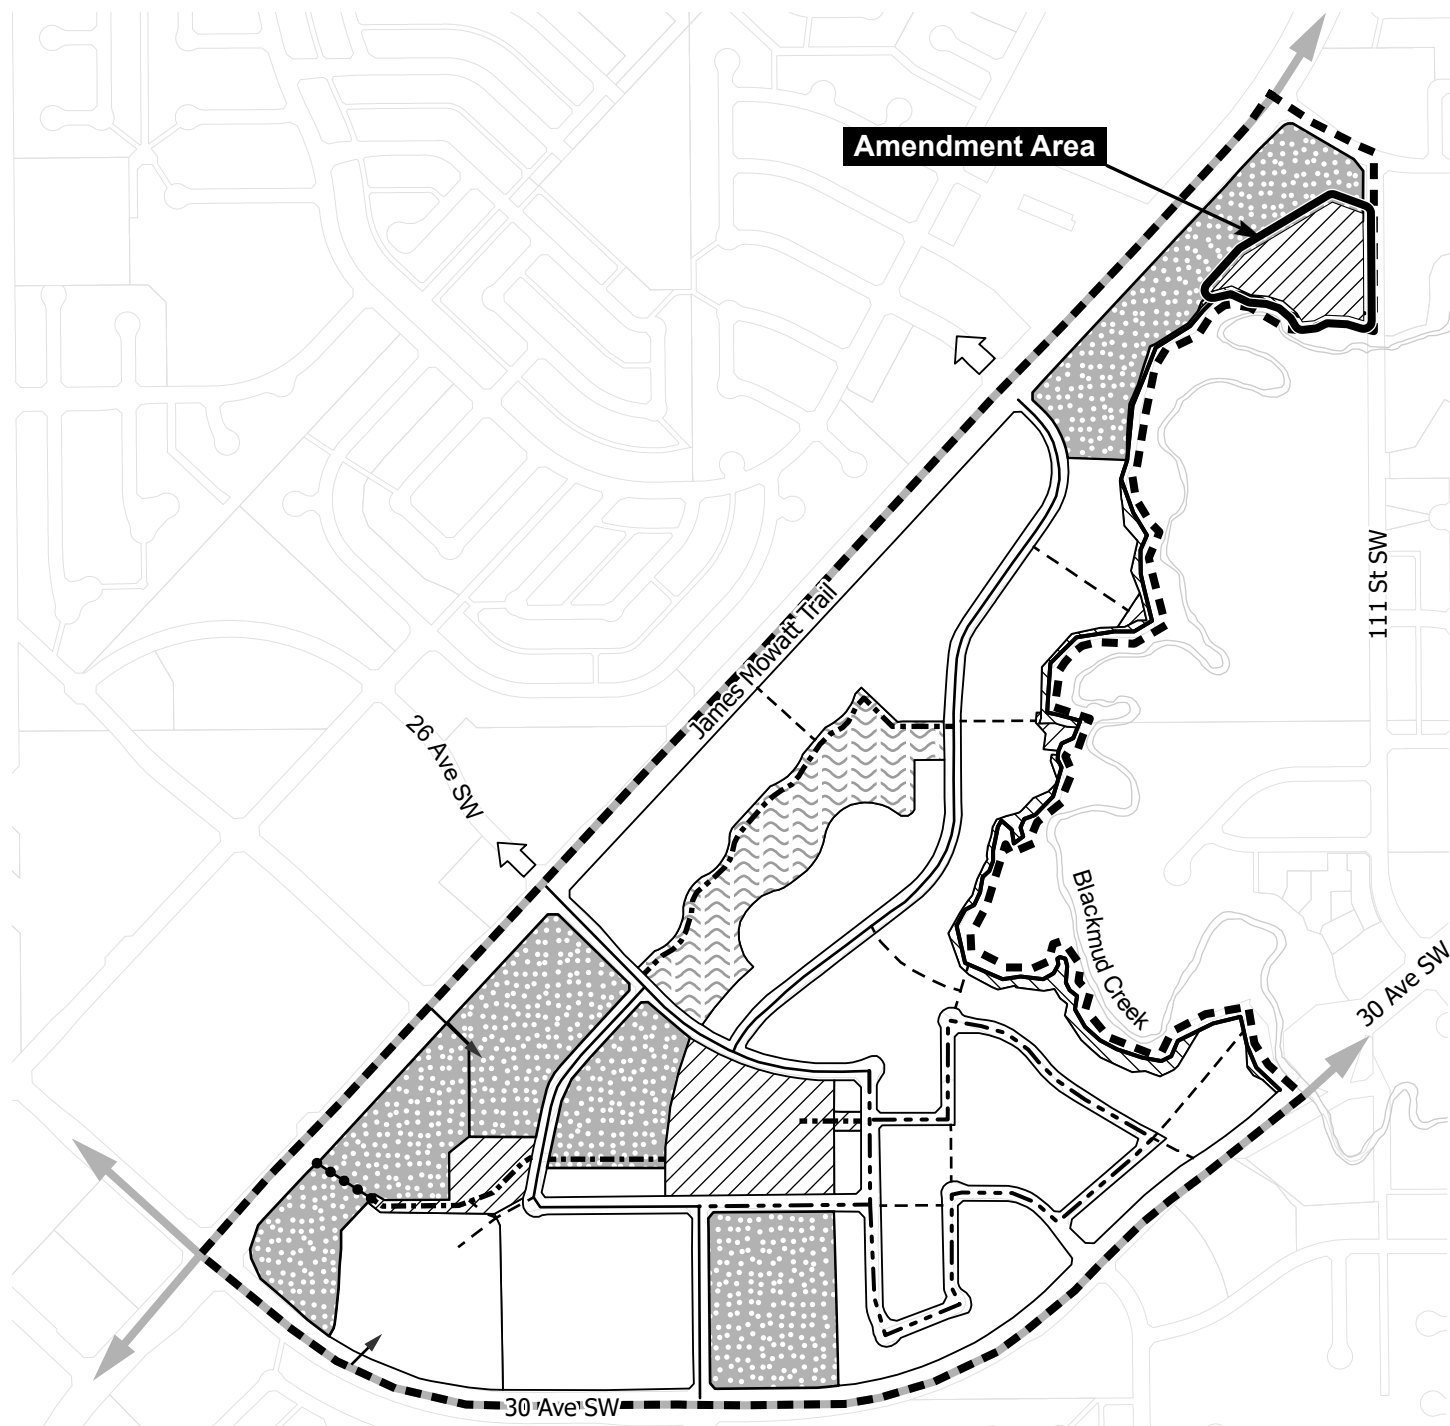 Amendment Area
111 St SW
James Mowatt Trail
26 Ave SW
Blackmud Creek
30 Ave SW
30 Ave SW